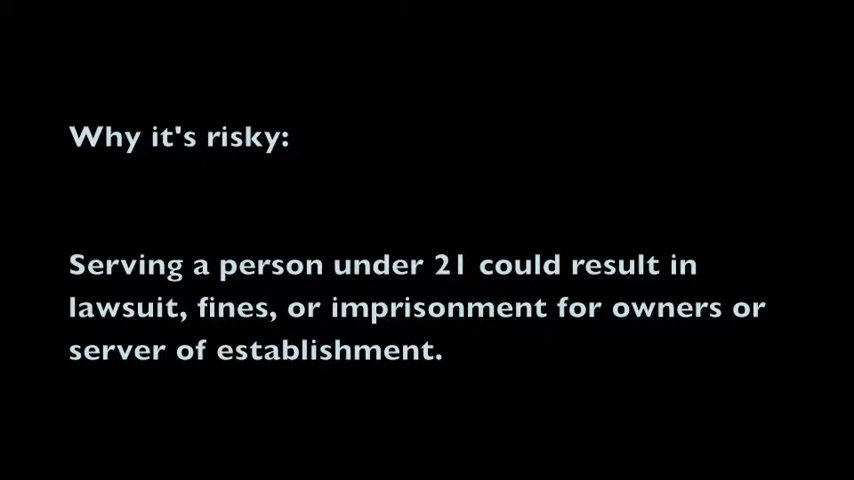 Why it's risky:
Serving a person under 21 could result in
lawsuit, fines, or imprisonment for owners or
server of establishment.